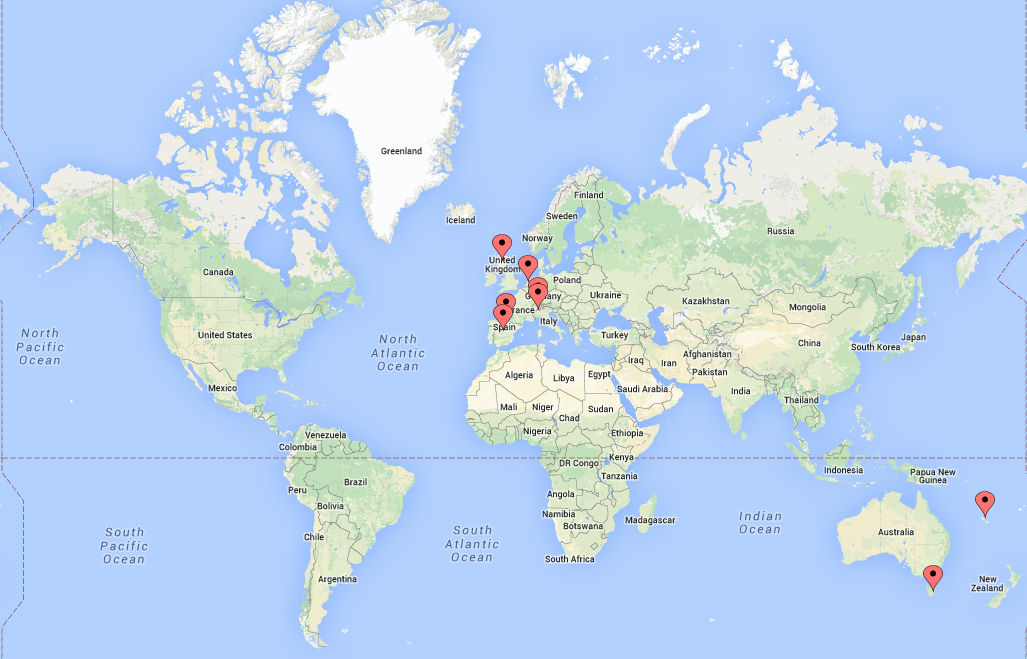 Greenland
Finland
Iceland
Sweden
Russia
Norway
United
Kingdom
Canada
Poland
Germany
Ukraine
Kazakhstan
Mongolia
France
North
Pacific
Ocean
United States
North
Atlantic
Ocean
Spain
Italy
Turkey
China
South Korea
Japan
Iraq
Iran
Afghanistan
Pakistan
Algeria
Libya
Egypt
Saudi Arabia
India
Mexico
Thailand
Mali
Niger
Chad
Sudan
Nigeria
Ethiopia
Venezuela
Colombia
Kenya
DR Congo
Tanzania
Indonesia
Papua New
Guinea
Peru
Brazil
Bolivia
Angola
Namibia
Botswana
Madagascar
South
Pacific
Ocean
South
Atlantic
Ocean
Indian
Ocean
Australia
Chile
South Africa
Argentina
New
Zealand